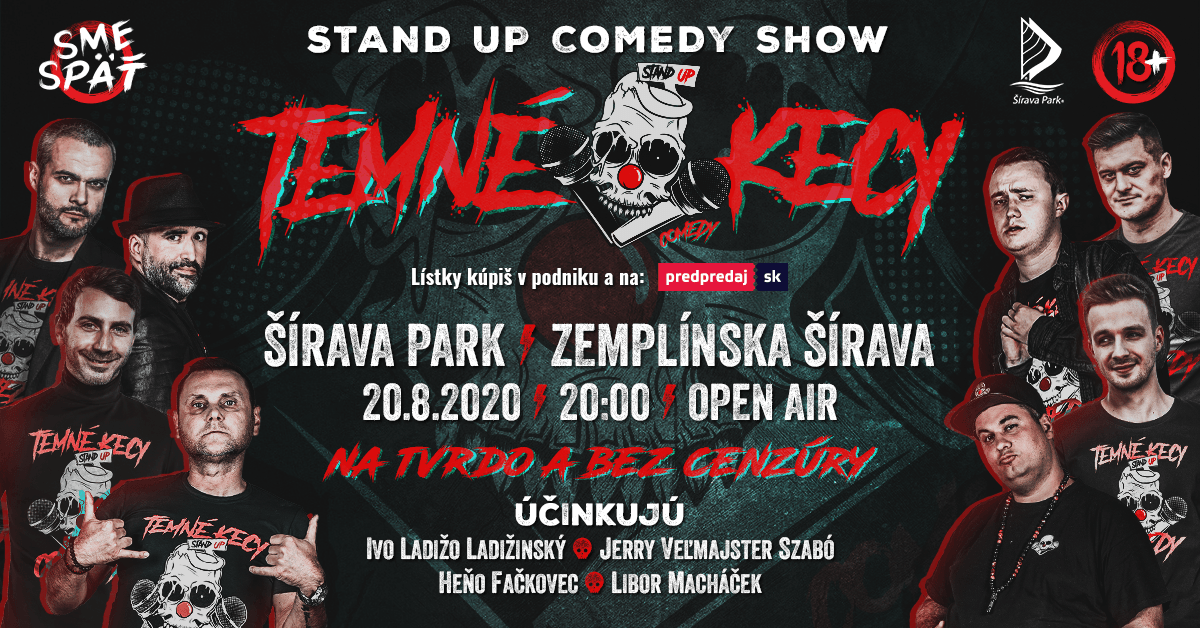 SME SPÄŤ
STAND UP COMEDY SHOW
Šírava Park
18+
STAND UP
TEMNÉ KECY
COMEDY
Lístky kúpiš v podniku a na: predpredaj sk
ŠÍRAVA PARK ZEMPLÍNSKA ŠÍRAVA
20.8.2020 20:00 OPEN AIR
NA TVRDO A BEZ CENZÚRY
ÚČINKUJÚ
IVO LADIŽO LADIŽINSKÝ JERRY VEĽMAJSTER SZABÓ
HEŇO FAČKOVEC LIBOR MACHÁČEK
TEMNÉ KECY
STAND UP
TEMNÉ KECY
STAND UP
TEMNÉ KECY
STAND UP